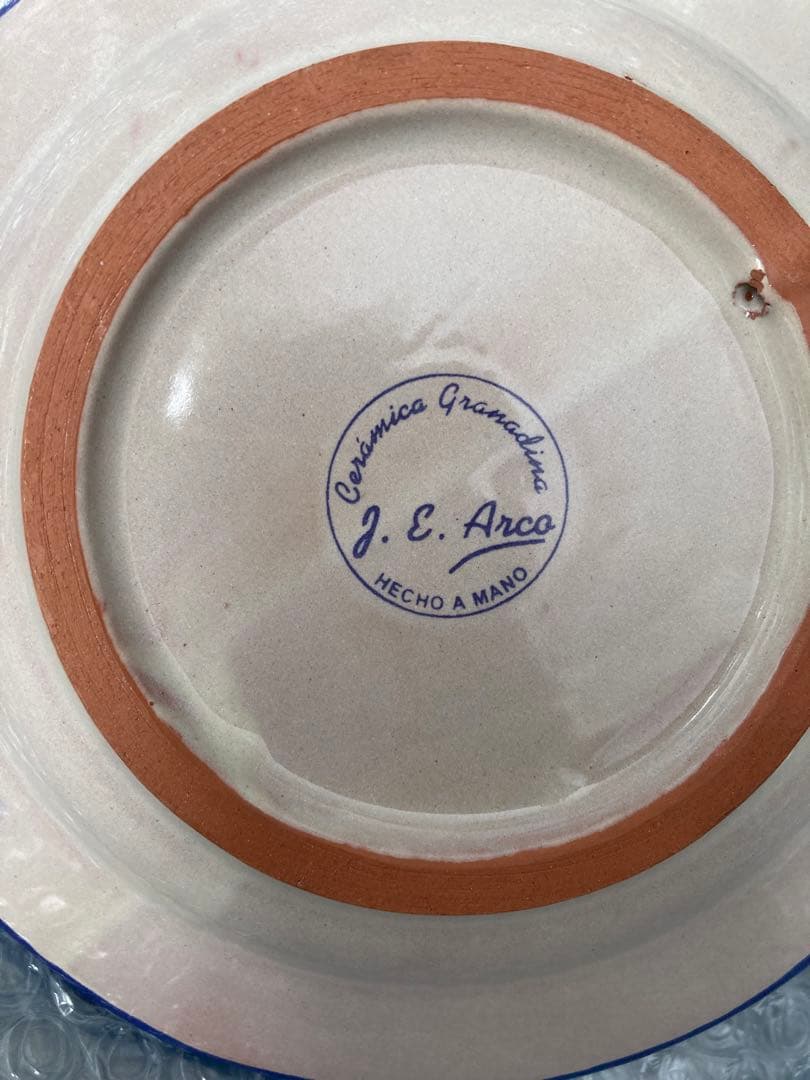 Cerámica Granadina
J. E. Arco
HECHO A MANO